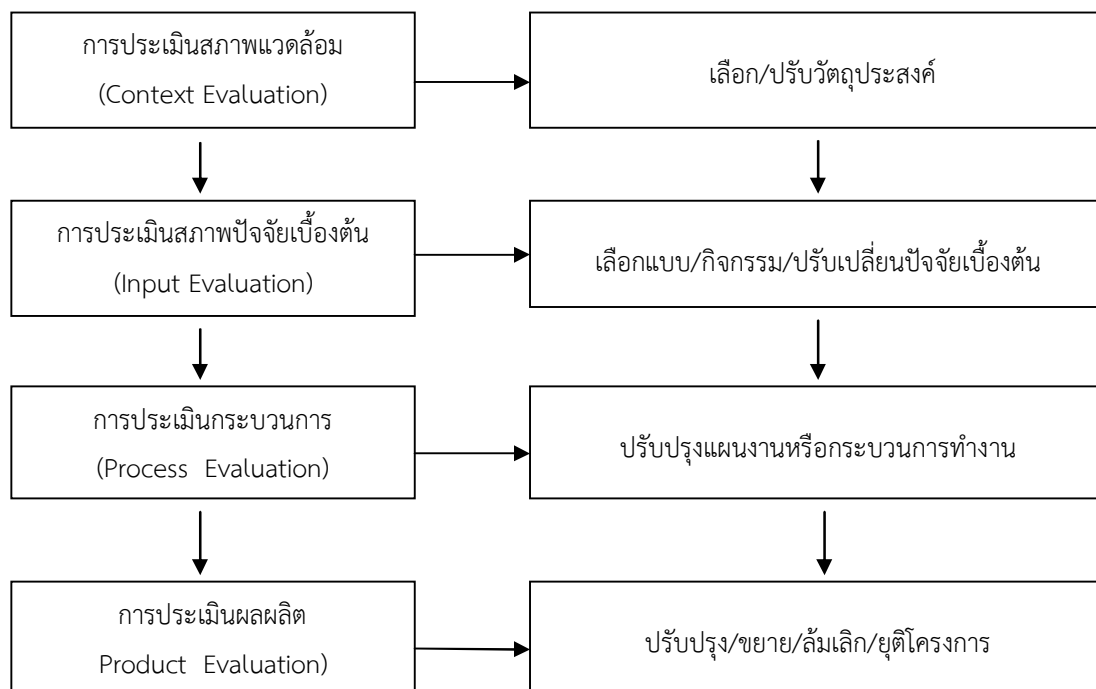 การประเมินสภาพแวดล้อม
(Context Evaluation)
เลือก/ปรับวัตถุประสงค์
การประเมินสภาพปัจจัยเบื้องต้น
(Input Evaluation)
เลือกแบบ/กิจกรรม/ปรับเปลี่ยนปัจจัยเบื้องต้น
การประเมินกระบวนการ
(Process Evaluation)
ปรับปรุงแผนงานหรือกระบวนการทำงาน
การประเมินผลผลิต
Product Evaluation)
ปรับปรุง/ขยาย/ล้มเลิก/ยุติโครงการ